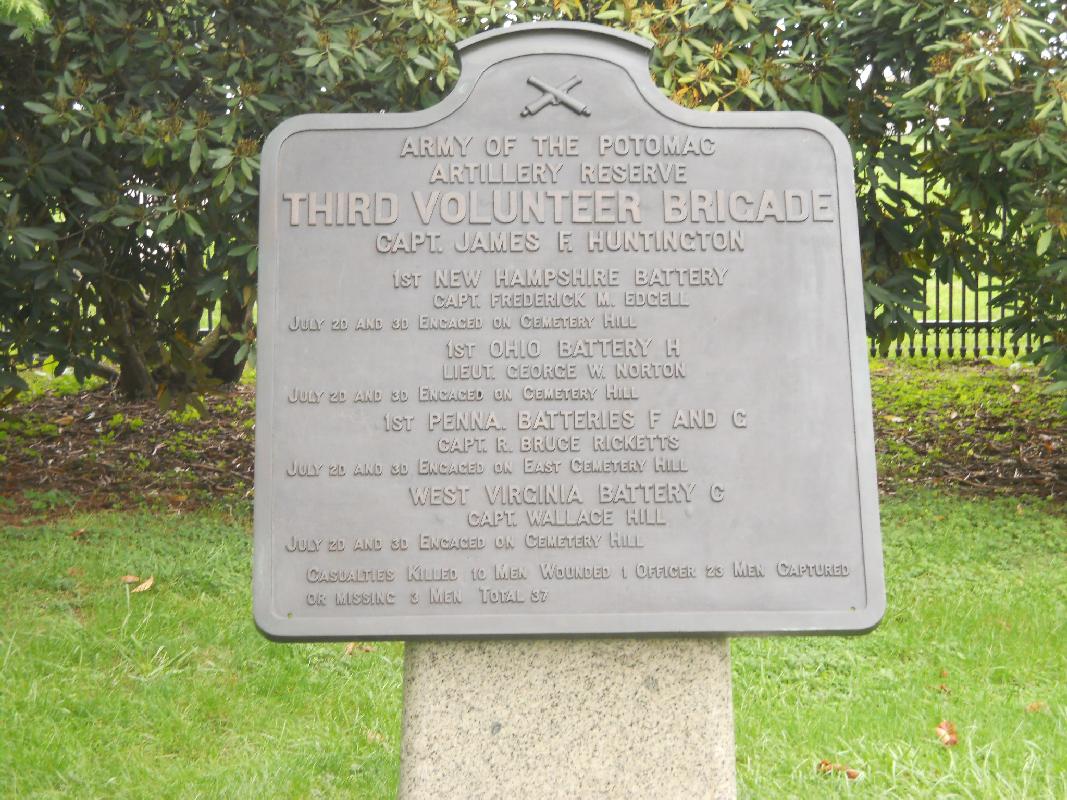 ARMY OF THE POTOMAC
ARTILLERY RESERVE
THIRD VOLUNTEER BRIGADE
CAPT. JAMES F. HUNTINGTON
1ST NEW HAMPSHIRE BATTERY
CAPT. FREDERICK M. EDGELL
JULY 2D AND 3D ENGAGED ON CEMETERY HILL
1ST OHIO BATTERY H
LIEUT. GEORGE W. NORTON
JULY 2D AND 3D ENGAGED ON CEMETERY HILL
1ST PENNA. BATTERIES F AND G
CAPT. R. BRUCE RICKETTS
JULY 2D AND 3D ENGAGED ON EAST CEMETERY HILL
WEST VIRGINIA BATTERY C
CAPT. WALLACE HILL
JULY 2D AND 3D ENGAGED ON CEMETERY HILL
CASUALTIES KILLED 10 MEN WOUNDED 1 OFFICER 23 MEN CAPTURED
OR MISSING 3 MEN TOTAL 37